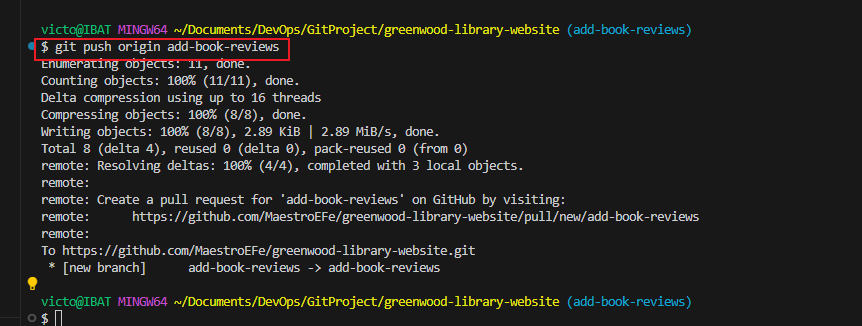 victo@IBAT MINGW64 ~/Documents/DevOps/GitProject/greenwood-library-website (add-book-reviews)
$ git push origin add-book-reviews
Enumerating objects: 11, done.
Counting objects: 100% (11/11), done.
Delta compression using up to 16 threads
Compressing objects: 100% (8/8), done.
Writing objects: 100% (8/8), 2.89 KiB | 2.89 MiB/s, done.
Total 8 (delta 4), reused 0 (delta 0), pack-reused 0 (from 0)
remote: Resolving deltas: 100% (4/4), completed with 3 local objects.
remote:
remote: Create a pull request for 'add-book-reviews' on GitHub by visiting:
remote:      https://github.com/MaestroEFe/greenwood-library-website/pull/new/add-book-reviews
remote:
To https://github.com/MaestroEFe/greenwood-library-website.git
 * [new branch]      add-book-reviews -> add-book-reviews
victo@IBAT MINGW64 ~/Documents/DevOps/GitProject/greenwood-library-website (add-book-reviews)
$